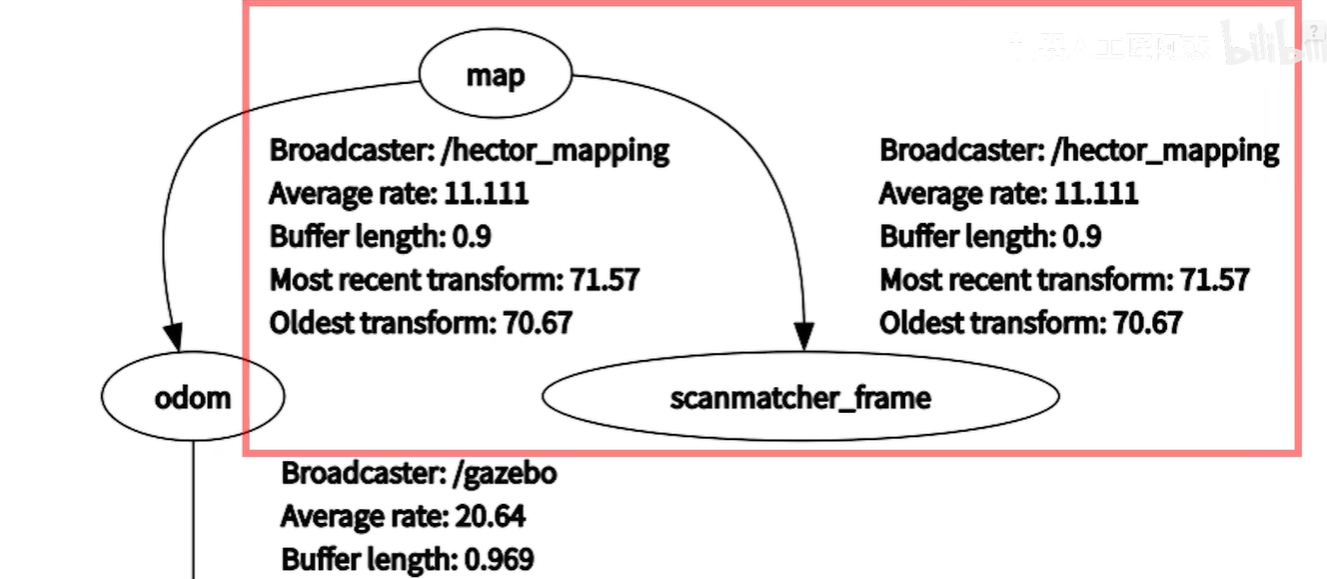 map
Broadcaster: /hector_mapping
Average rate: 11.111
Buffer length: 0.9
Most recent transform: 71.57
Oldest transform: 70.67
Broadcaster: /hector_mapping
Average rate: 11.111
Buffer length: 0.9
Most recent transform: 71.57
Oldest transform: 70.67
odom
scanmatcher_frame
Broadcaster: /gazebo
Average rate: 20.64
Buffer length: 0.969
bilibili
?